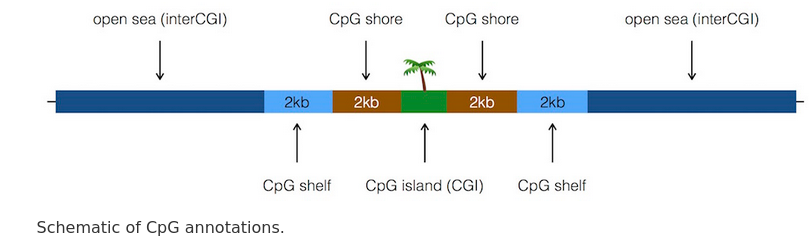 open sea (interCGI) CpG shore CpG shore open sea (interCGI)
2kb 2kb 2kb 2kb
CpG shelf CpG island (CGI) CpG shelf
Schematic of CpG annotations.